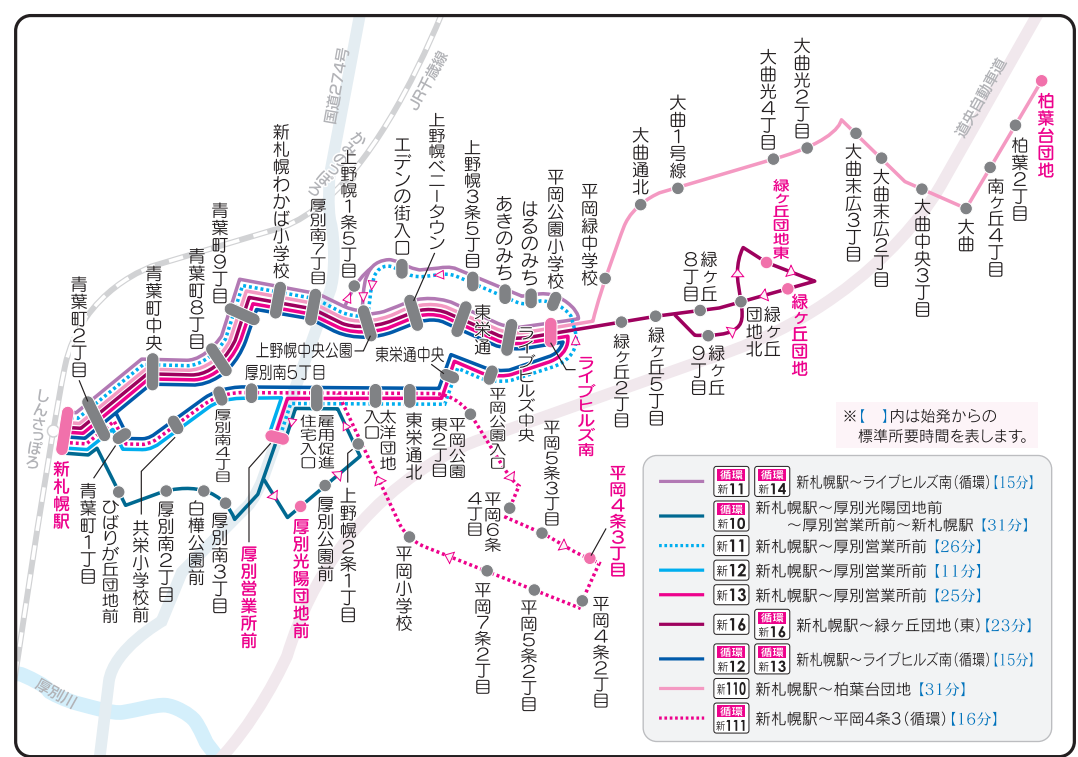 国道274号
JR千歳線
道央自動車道
厚別川
しんさっぽろ
新札幌駅
青葉町2丁目
青葉町中央
青葉町8丁目
青葉町9丁目
新札幌わかば小学校
厚別南7丁目
上野幌1条5丁目
エデンの街入口
上野幌ベニータウン
上野幌3条5丁目
あきのみち
はるのみち
平岡公園小学校
平岡緑中学校
大曲通北
大曲1号線
大曲光4丁目
大曲光2丁目
大曲末広3丁目
大曲末広2丁目
大曲中央3丁目
大曲
南ケ丘4丁目
柏葉2丁目
柏葉台団地
緑ケ丘団地東
緑ケ丘団地
緑ケ丘
8丁目
緑ケ丘
団地北
緑ケ丘
9丁目
緑ケ丘5丁目
緑ケ丘2丁目
ライブヒルズ南
ライブヒルズ中央
東栄通
上野幌中央公園
東栄通中央
厚別南5丁目
青葉町1丁目
ひばりが丘団地前
共栄小学校前
厚別南2丁目
白樺公園前
厚別南3丁目
厚別南4丁目
厚別営業所前
厚別光陽団地前
雇用促進
住宅入口
厚別公園前
上野幌2条1丁目
太洋団地
入口
東栄通北
平岡公園
東2丁目
平岡公園入口
平岡6条
4丁目
平岡5条3丁目
平岡4条3丁目
平岡小学校
平岡7条2丁目
平岡5条2丁目
平岡4条2丁目
※【　】内は始発からの
標準所要時間を表します。
循環 新11 循環 新14 新札幌駅～ライブヒルズ南(循環)【15分】
循環 新10 新札幌駅～厚別光陽団地前
～厚別営業所前～新札幌駅【31分】
新11 新札幌駅～厚別営業所前【26分】
新12 新札幌駅～厚別営業所前【11分】
新13 新札幌駅～厚別営業所前【25分】
新16 循環 新16 新札幌駅～緑ケ丘団地(東)【23分】
循環 新12 循環 新13 新札幌駅～ライブヒルズ南(循環)【15分】
新110 新札幌駅～柏葉台団地【31分】
循環 新111 新札幌駅～平岡4条3(循環)【16分】